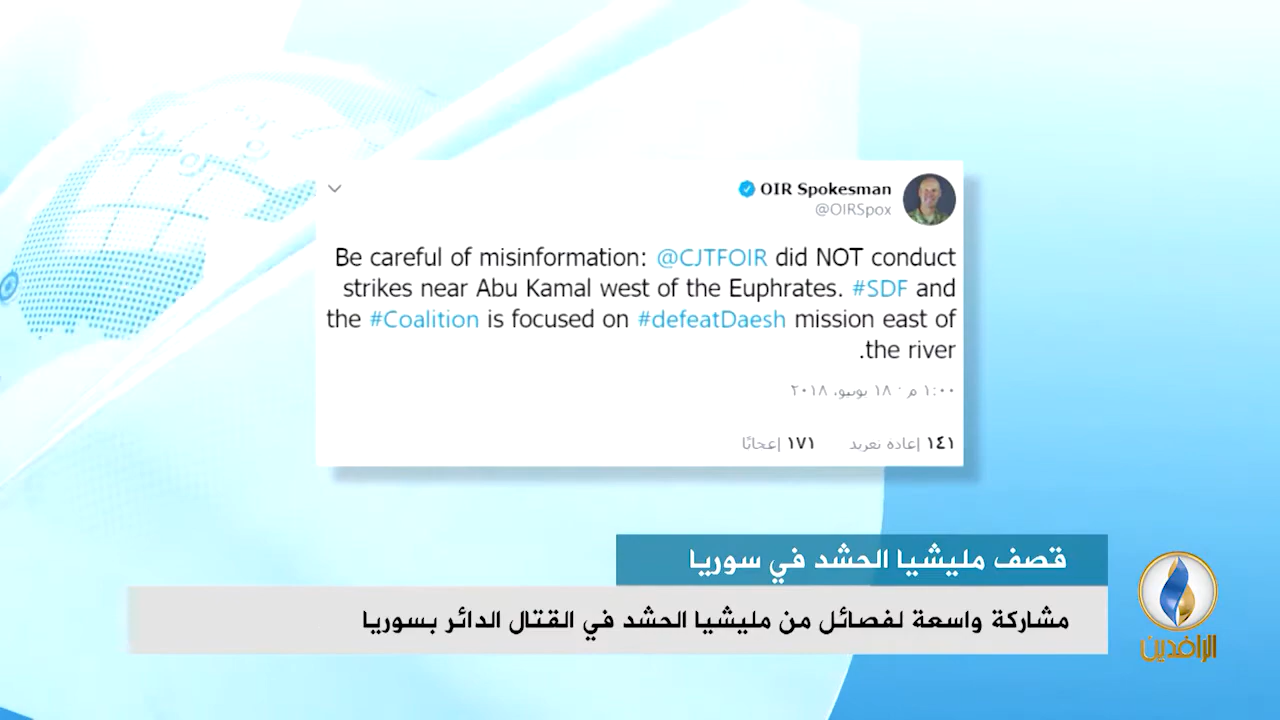 OIR Spokesman
@OIRSpox
Be careful of misinformation: @CJTFOIR did NOT conduct
strikes near Abu Kamal west of the Euphrates. #SDF and
the #Coalition is focused on #defeatDaesh mission east of
the river.
١:٠٠ م · ١٨ يونيو، ٢٠١٨
١٤١ إعادة تغريد ١٧١ إعجابًا
قصف مليشيا الحشد في سوريا
مشاركة واسعة لفصائل من مليشيا الحشد في القتال الدائر بسوريا
الرافدين